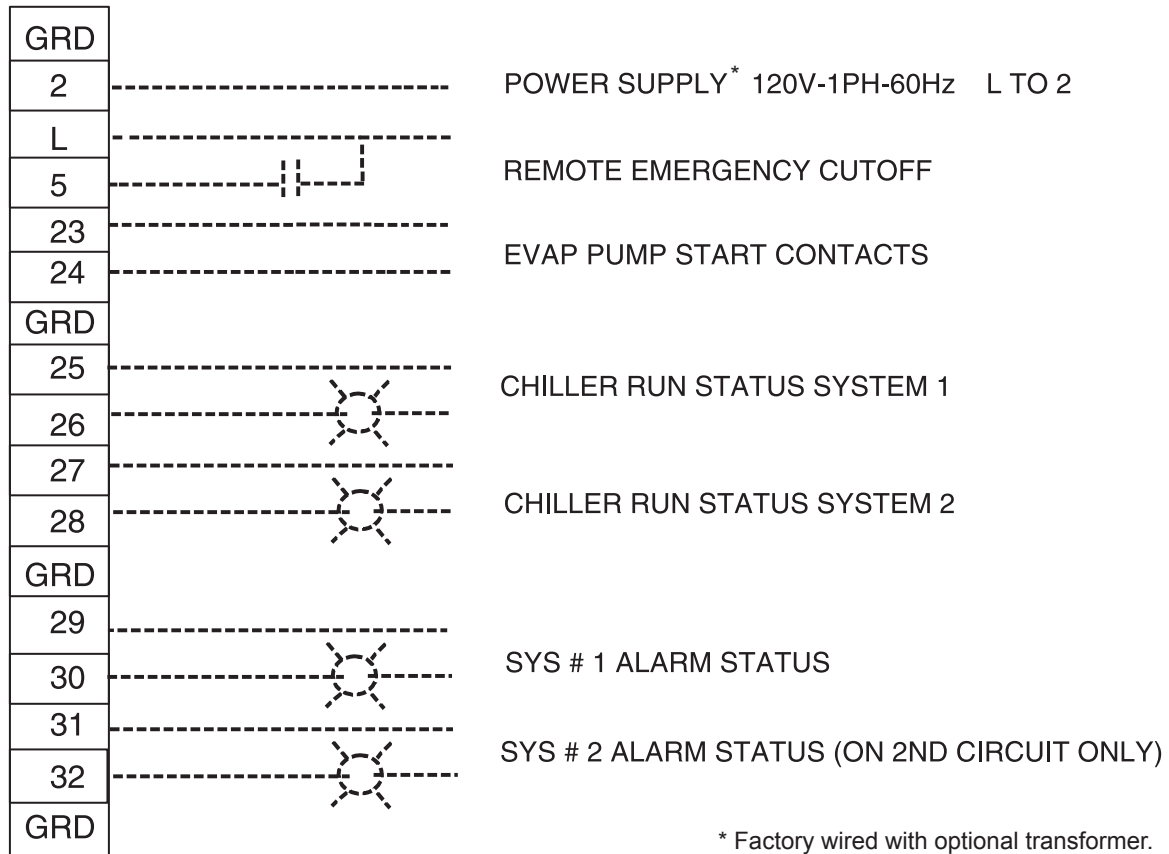 GRD
2 POWER SUPPLY* 120V-1PH-60Hz L TO 2
L
5 REMOTE EMERGENCY CUTOFF
23
24 EVAP PUMP START CONTACTS
GRD
25 CHILLER RUN STATUS SYSTEM 1
26
27
28 CHILLER RUN STATUS SYSTEM 2
GRD
29
30 SYS # 1 ALARM STATUS
31
32 SYS # 2 ALARM STATUS (ON 2ND CIRCUIT ONLY)
GRD
* Factory wired with optional transformer.